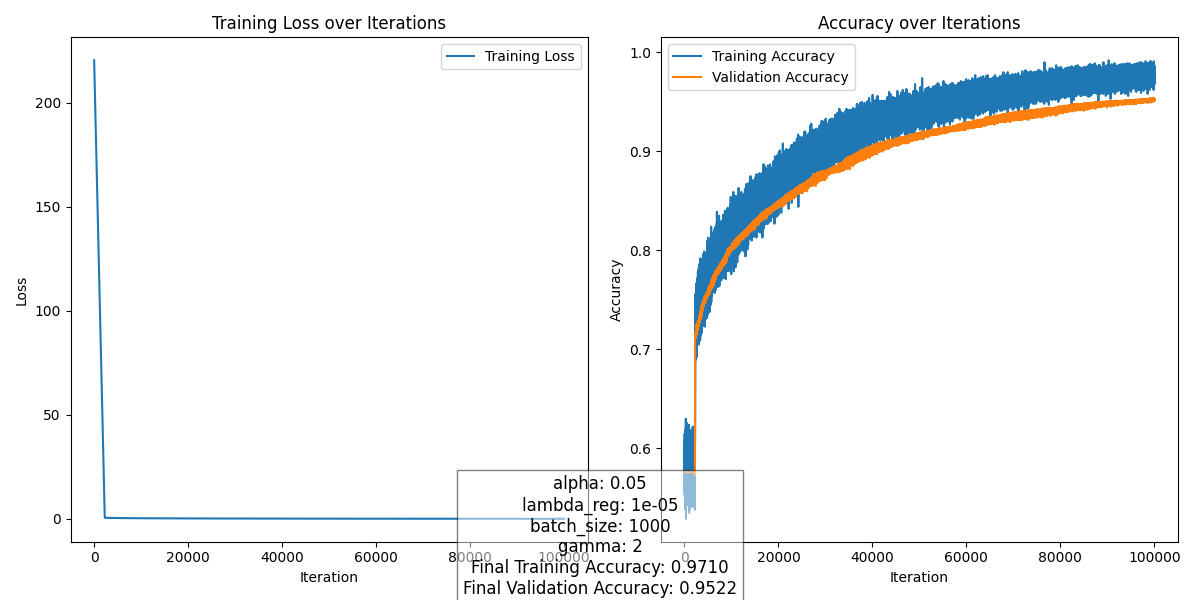 Training Loss over Iterations
Training Loss
200
150
100
50
0
Loss
0 20000 40000 60000 80000 100000
Iteration
Accuracy over Iterations
Training Accuracy
Validation Accuracy
1.0
0.9
0.8
0.7
0.6
Accuracy
0 20000 40000 60000 80000 100000
Iteration
alpha: 0.05
lambda_reg: 1e-05
batch_size: 1000
gamma: 2
Final Training Accuracy: 0.9710
Final Validation Accuracy: 0.9522